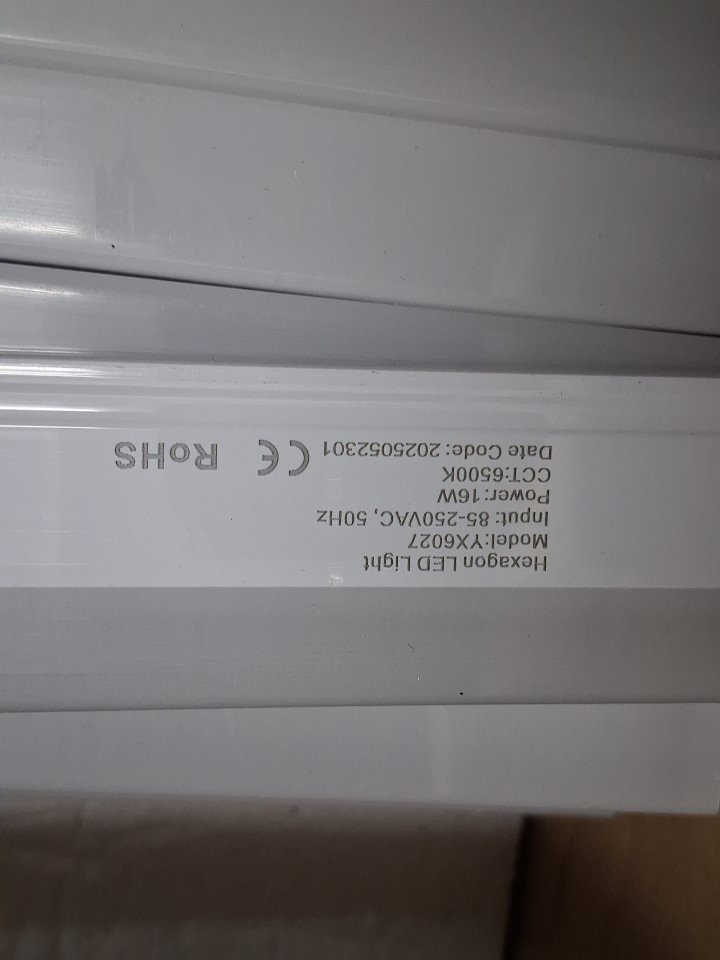 Hexagon LED Light
Model:YX6027
Input: 85-250VAC, 50Hz
Power:16W
CCT:6500K
Date Code: 2025052301 CE RoHS